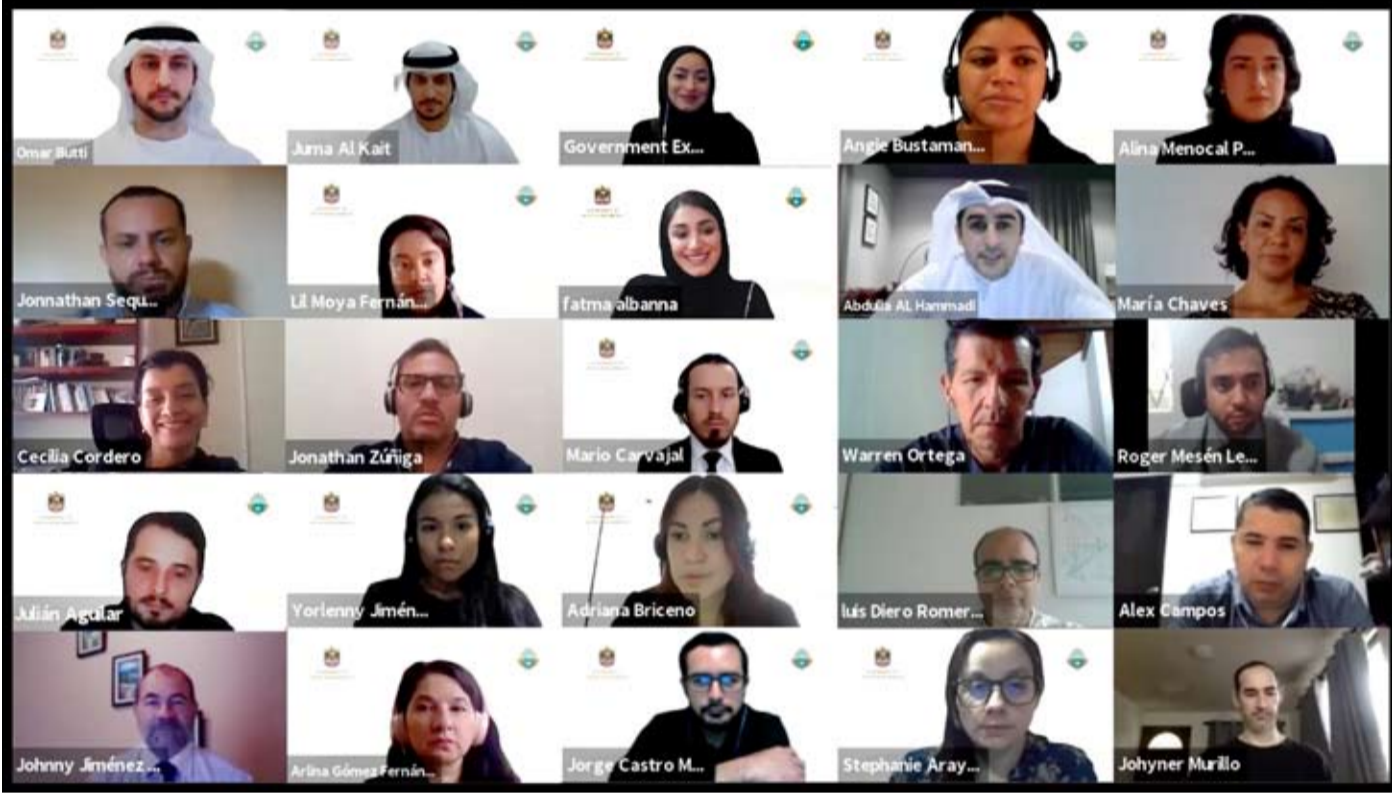 Omar Butti
Juma Al Kait
Government Ex...
Angie Bustaman...
Alina Menocal P...
Jonnathan Sequ...
Lil Moya Fernán...
fatma albanna
Abdulla AL Hammadi
María Chaves
Cecilia Cordero
Jonathan Zúñiga
Mario Carvajal
Warren Ortega
Roger Mesén Le...
Julián Aguilar
Yorlenny Jimén...
Adriana Briceno
luis Diero Romer...
Alex Campos
Johnny Jiménez ...
Arlina Gómez Fernán...
Jorge Castro M...
Stephanie Aray...
Johyner Murillo